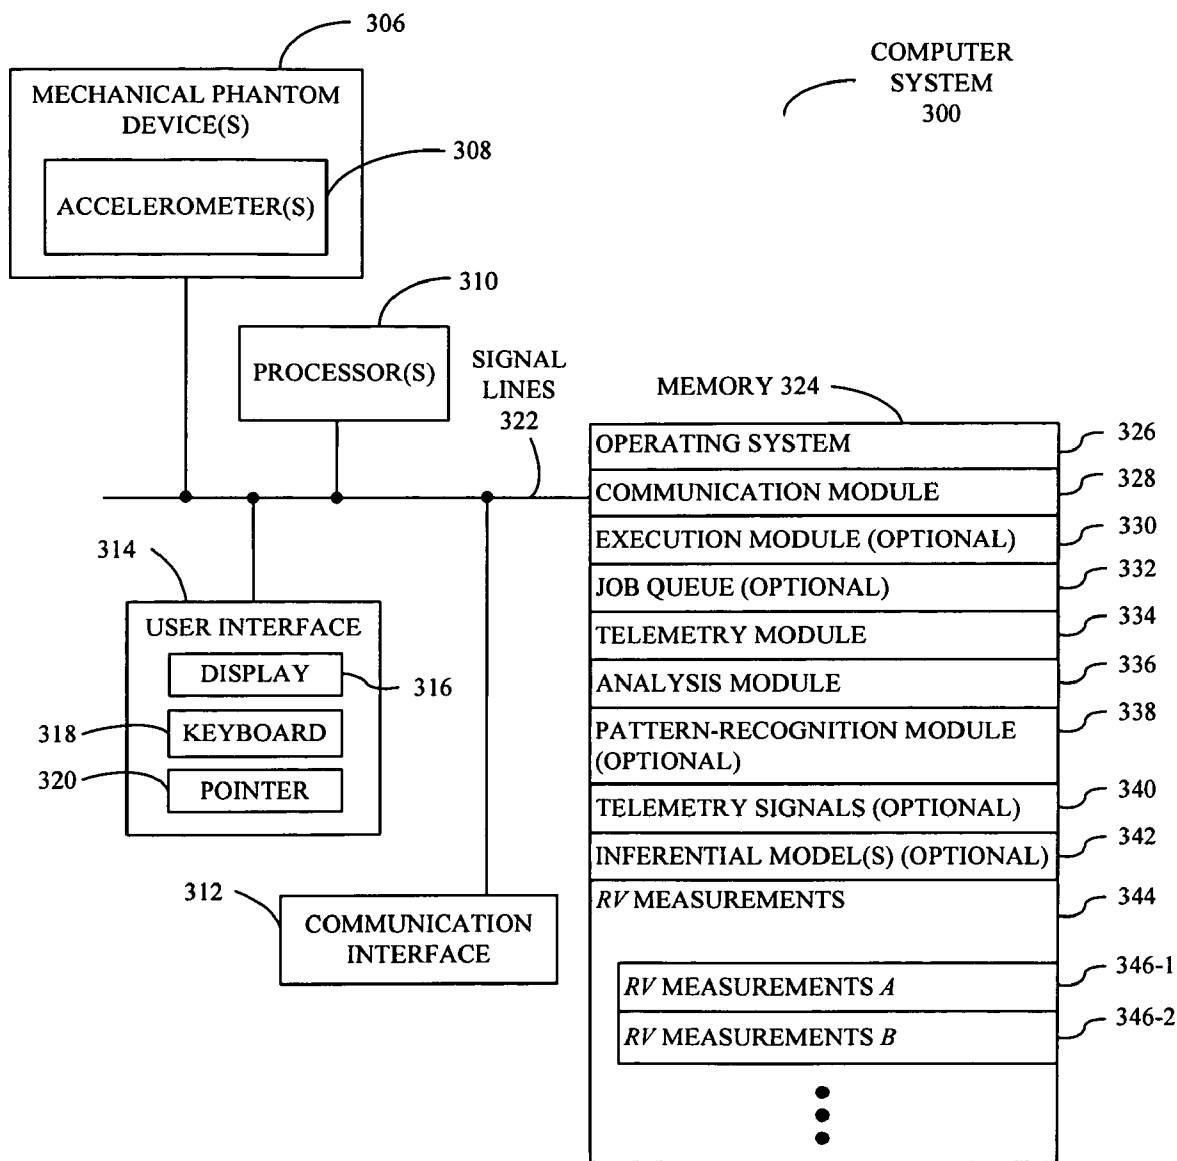 306
COMPUTER
SYSTEM
300
MECHANICAL PHANTOM
DEVICE(S)
308
ACCELEROMETER(S)
310
PROCESSOR(S)
SIGNAL
LINES
322
MEMORY 324
OPERATING SYSTEM
326
COMMUNICATION MODULE
328
EXECUTION MODULE (OPTIONAL)
330
JOB QUEUE (OPTIONAL)
332
TELEMETRY MODULE
334
ANALYSIS MODULE
336
PATTERN-RECOGNITION MODULE
(OPTIONAL)
338
TELEMETRY SIGNALS (OPTIONAL)
340
INFERENTIAL MODEL(S) (OPTIONAL)
342
RV MEASUREMENTS
344
RV MEASUREMENTS A
346-1
RV MEASUREMENTS B
346-2
314
USER INTERFACE
DISPLAY
316
318
KEYBOARD
320
POINTER
312
COMMUNICATION
INTERFACE